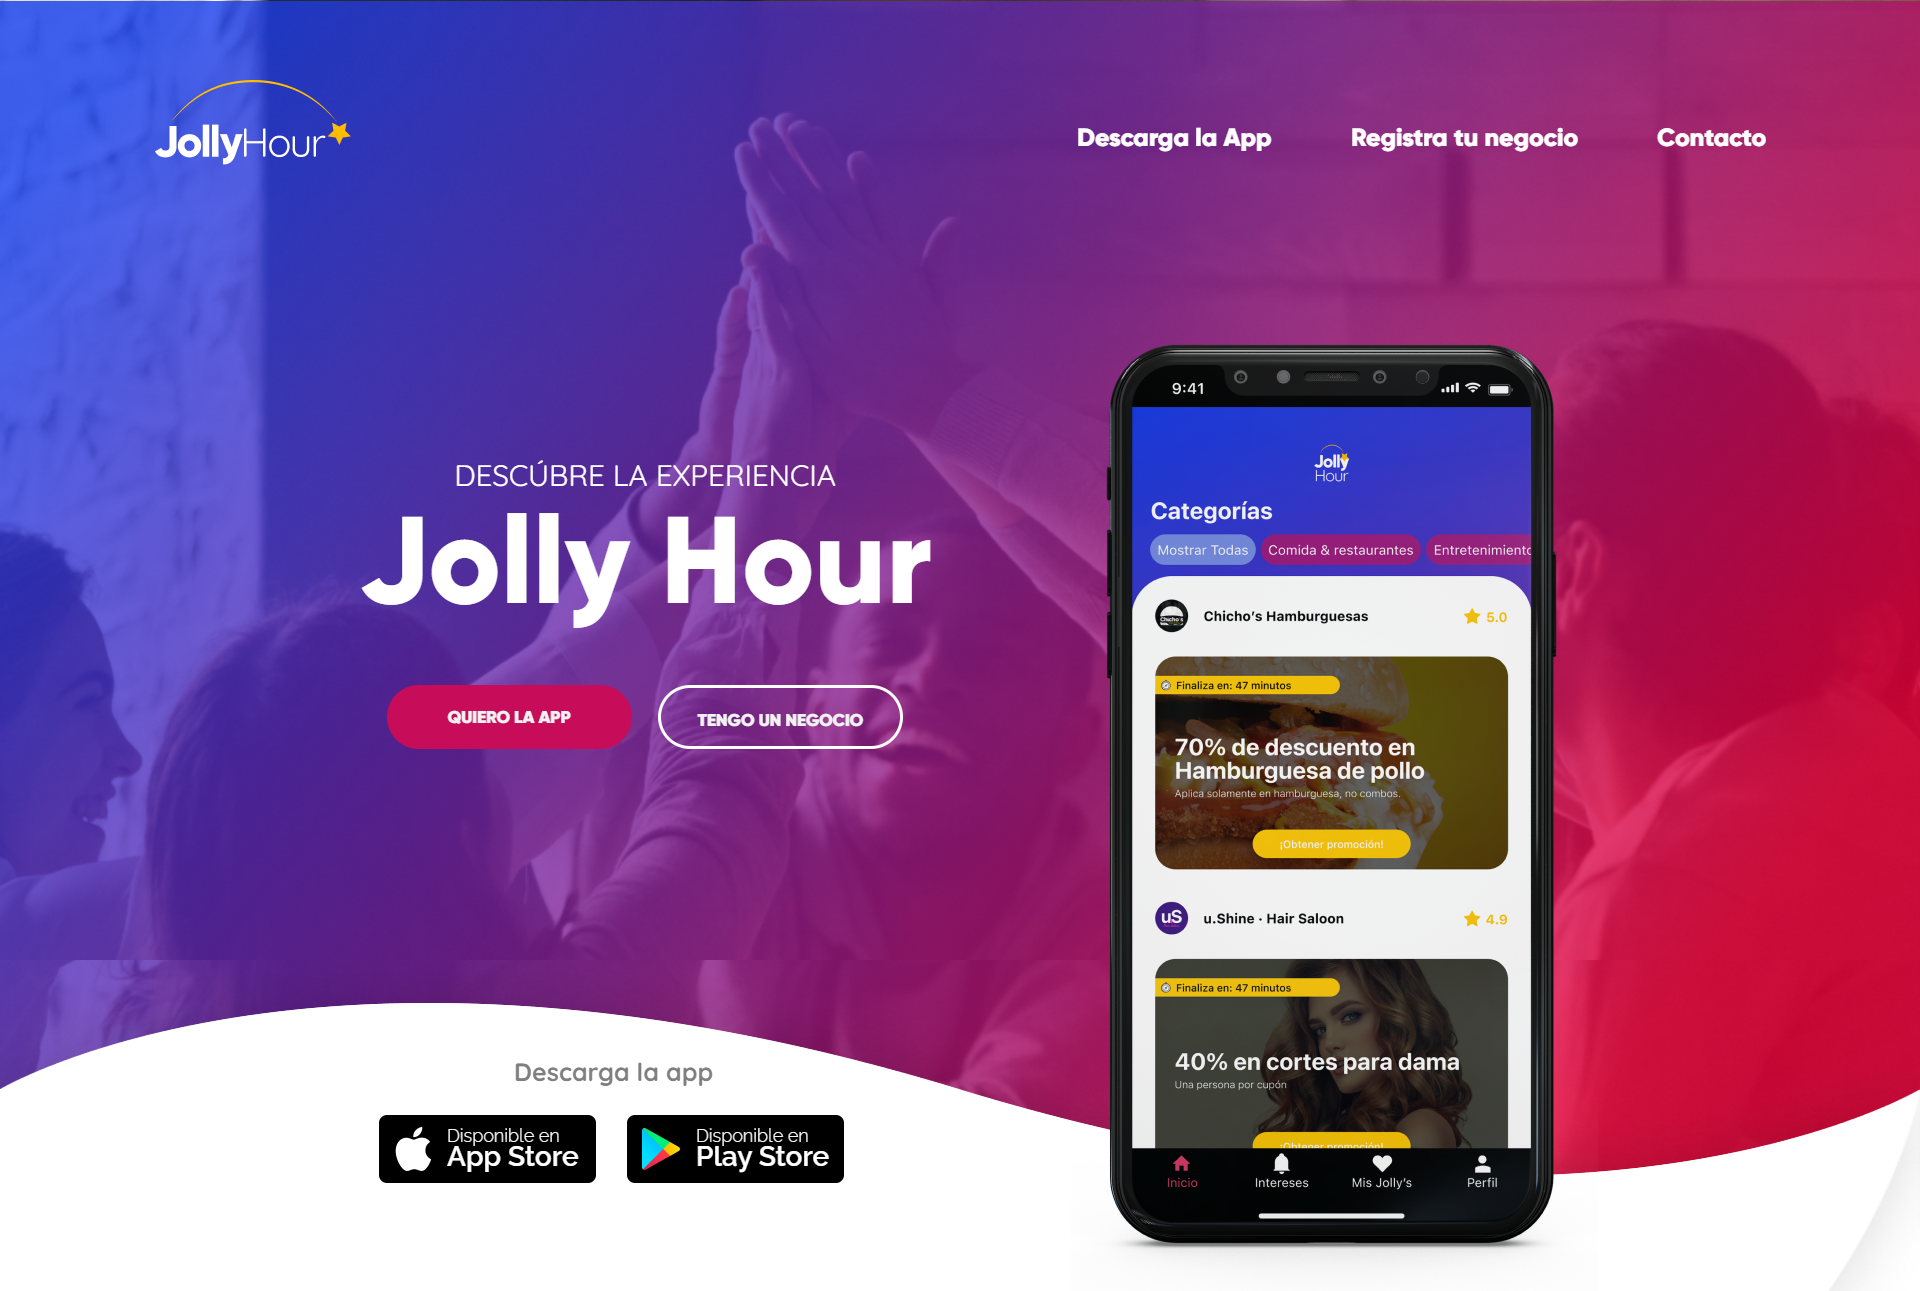 JollyHour
Descarga la App
Registra tu negocio
Contacto
DESCÚBRE LA EXPERIENCIA
Jolly Hour
QUIERO LA APP
TENGO UN NEGOCIO
Descarga la app
Disponible en
App Store
Disponible en
Play Store
9:41
Jolly
Hour
Categorías
Mostrar Todas
Comida & restaurantes
Entretenimiento
Chicho's
Chicho’s Hamburguesas
5.0
Finaliza en: 47 minutos
70% de descuento en
Hamburguesa de pollo
Aplica solamente en hamburguesa, no combos.
¡Obtener promoción!
uS
u.Shine · Hair Saloon
4.9
Finaliza en: 47 minutos
40% en cortes para dama
Una persona por cupón
¡Obtener promoción!
Inicio
Intereses
Mis Jolly’s
Perfil